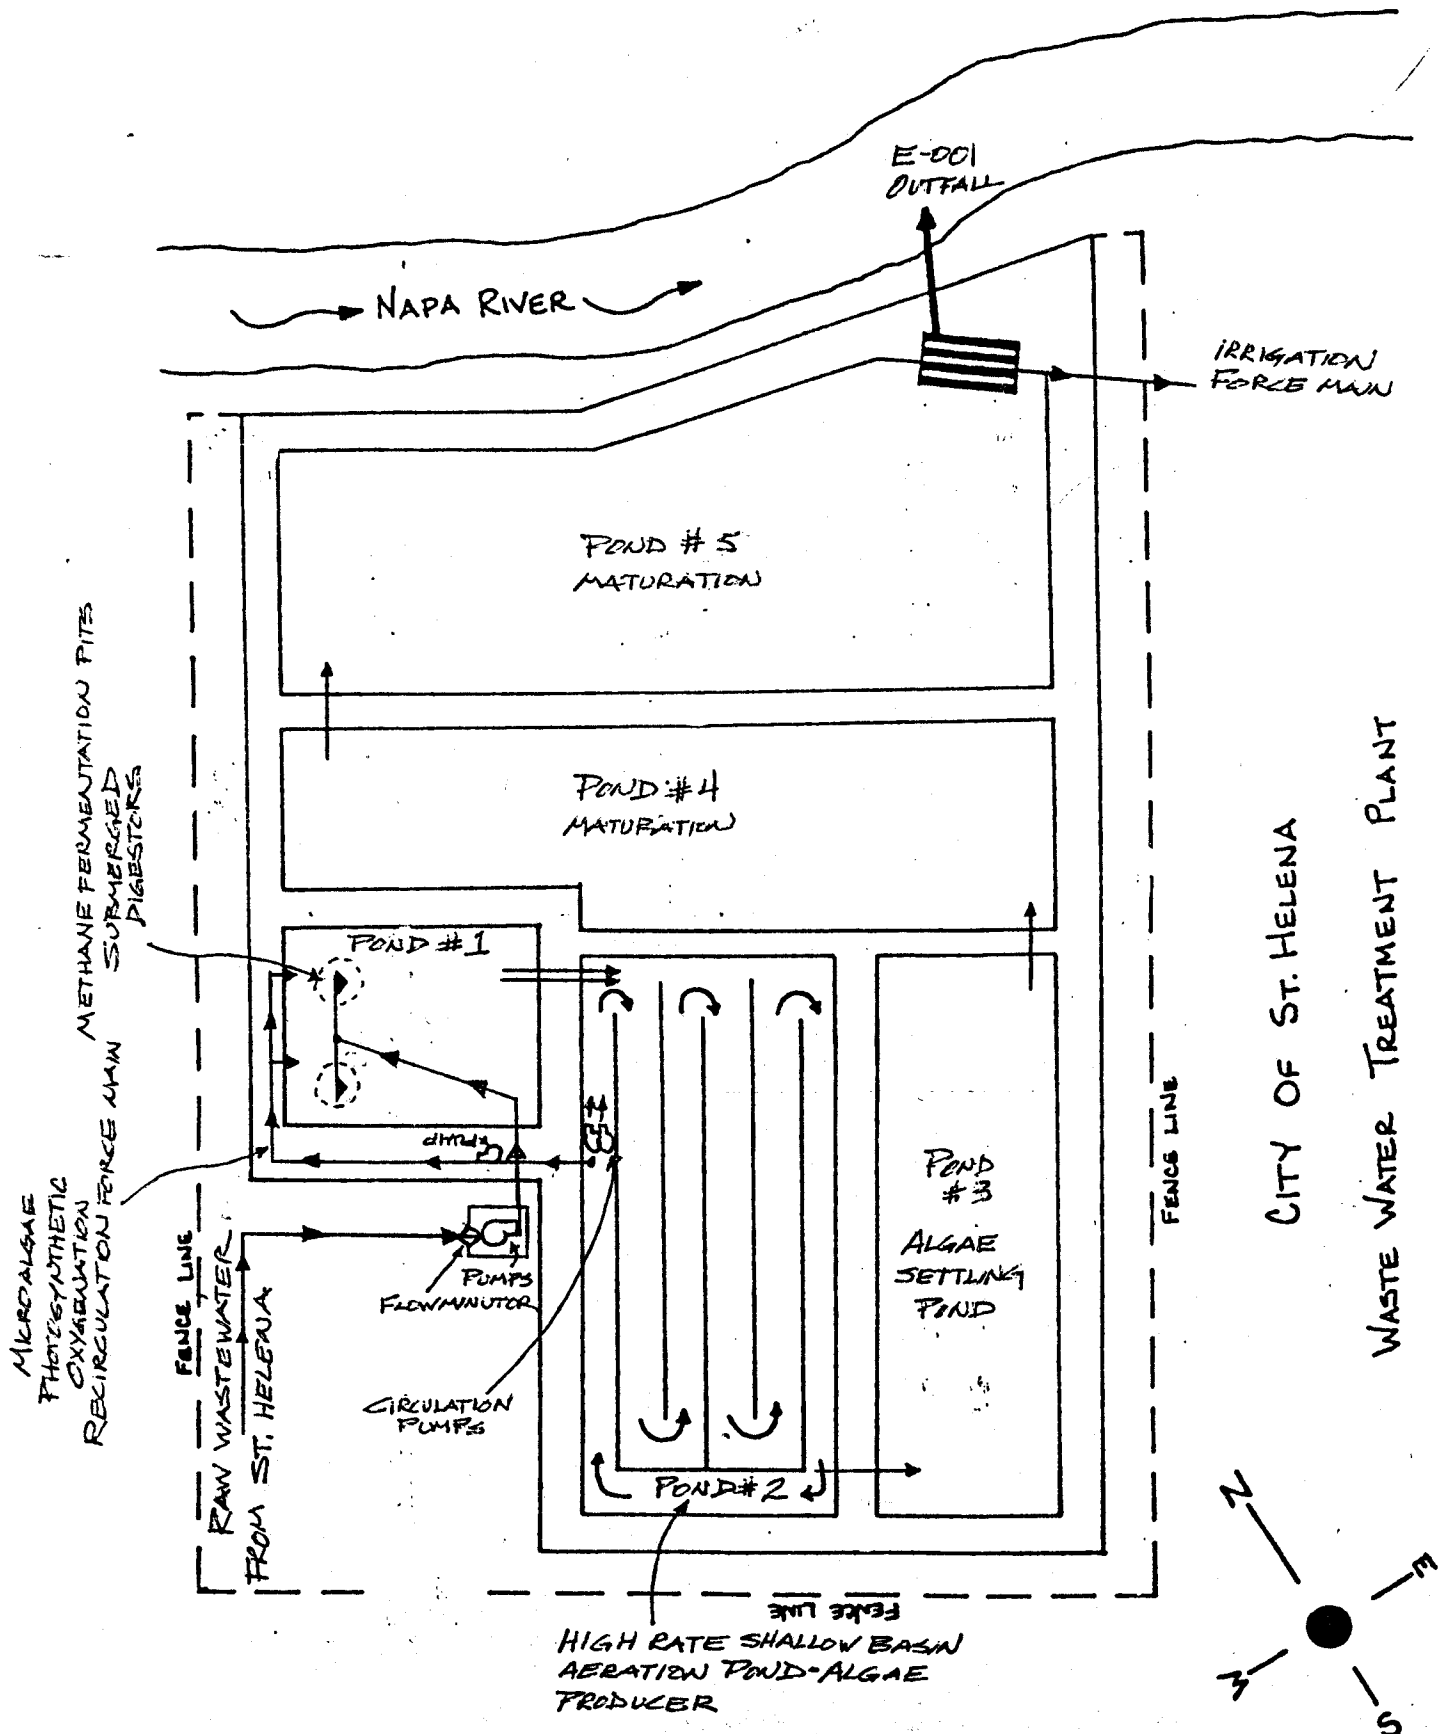 E-001
OUTFALL
NAPA RIVER
IRRIGATION
FORCE MAIN
POND # 5
MATURATION
POND #4
MATURATION
METHANE FERMENTATION PITS
SUBMERGED
DIGESTORS
POND #1
PUMP
MICROALGAE
PHOTOSYNTHETIC
OXYGENATION
RECIRCULATION FORCE MAIN
FENCE LINE
RAW WASTEWATER
FROM ST. HELENA
PUMPS
FLOWMINUTOR
CIRCULATION
PUMPS
POND #2
POND
#3
ALGAE
SETTLING
POND
FENCE LINE
CITY OF ST. HELENA
WASTE WATER TREATMENT PLANT
FENCE LINE
HIGH RATE SHALLOW BASIN
AERATION POND-ALGAE
PRODUCER
N
E
W
S